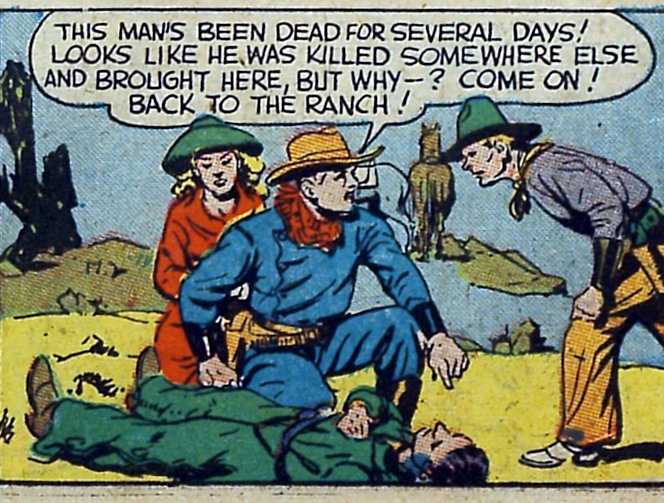 THIS MAN'S BEEN DEAD FOR SEVERAL DAYS!
LOOKS LIKE HE WAS KILLED SOMEWHERE ELSE
AND BROUGHT HERE, BUT WHY—? COME ON!
BACK TO THE RANCH!